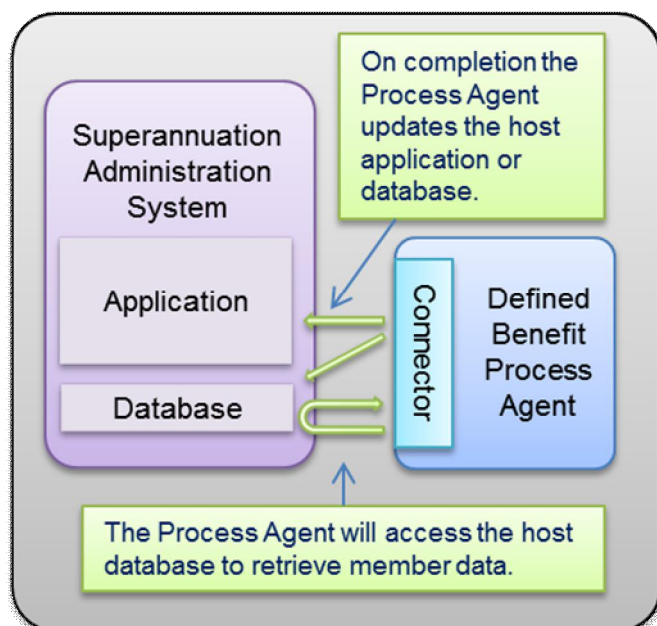 On completion the
Process Agent
updates the host
application or
database.
Superannuation
Administration
System
Application
Database
Connector
Defined
Benefit
Process
Agent
The Process Agent will access the host
database to retrieve member data.